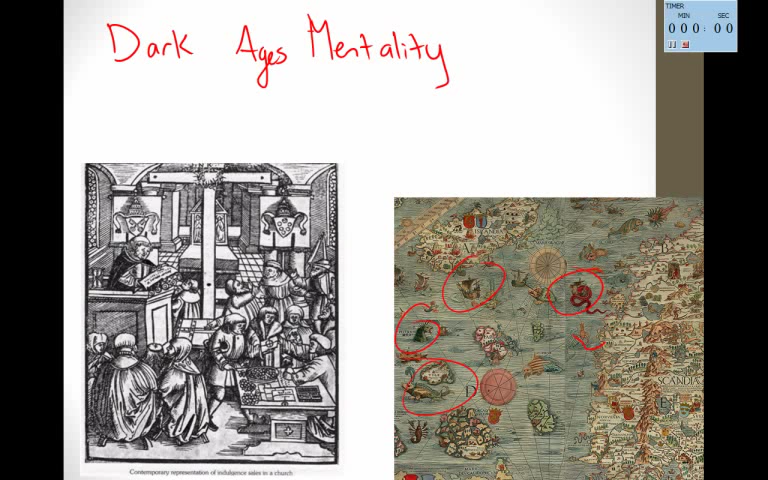 Dark Ages Mentality
TIMER
MIN SEC
000:00
Contemporary representation of indulgence sales in a church
SCANDIA